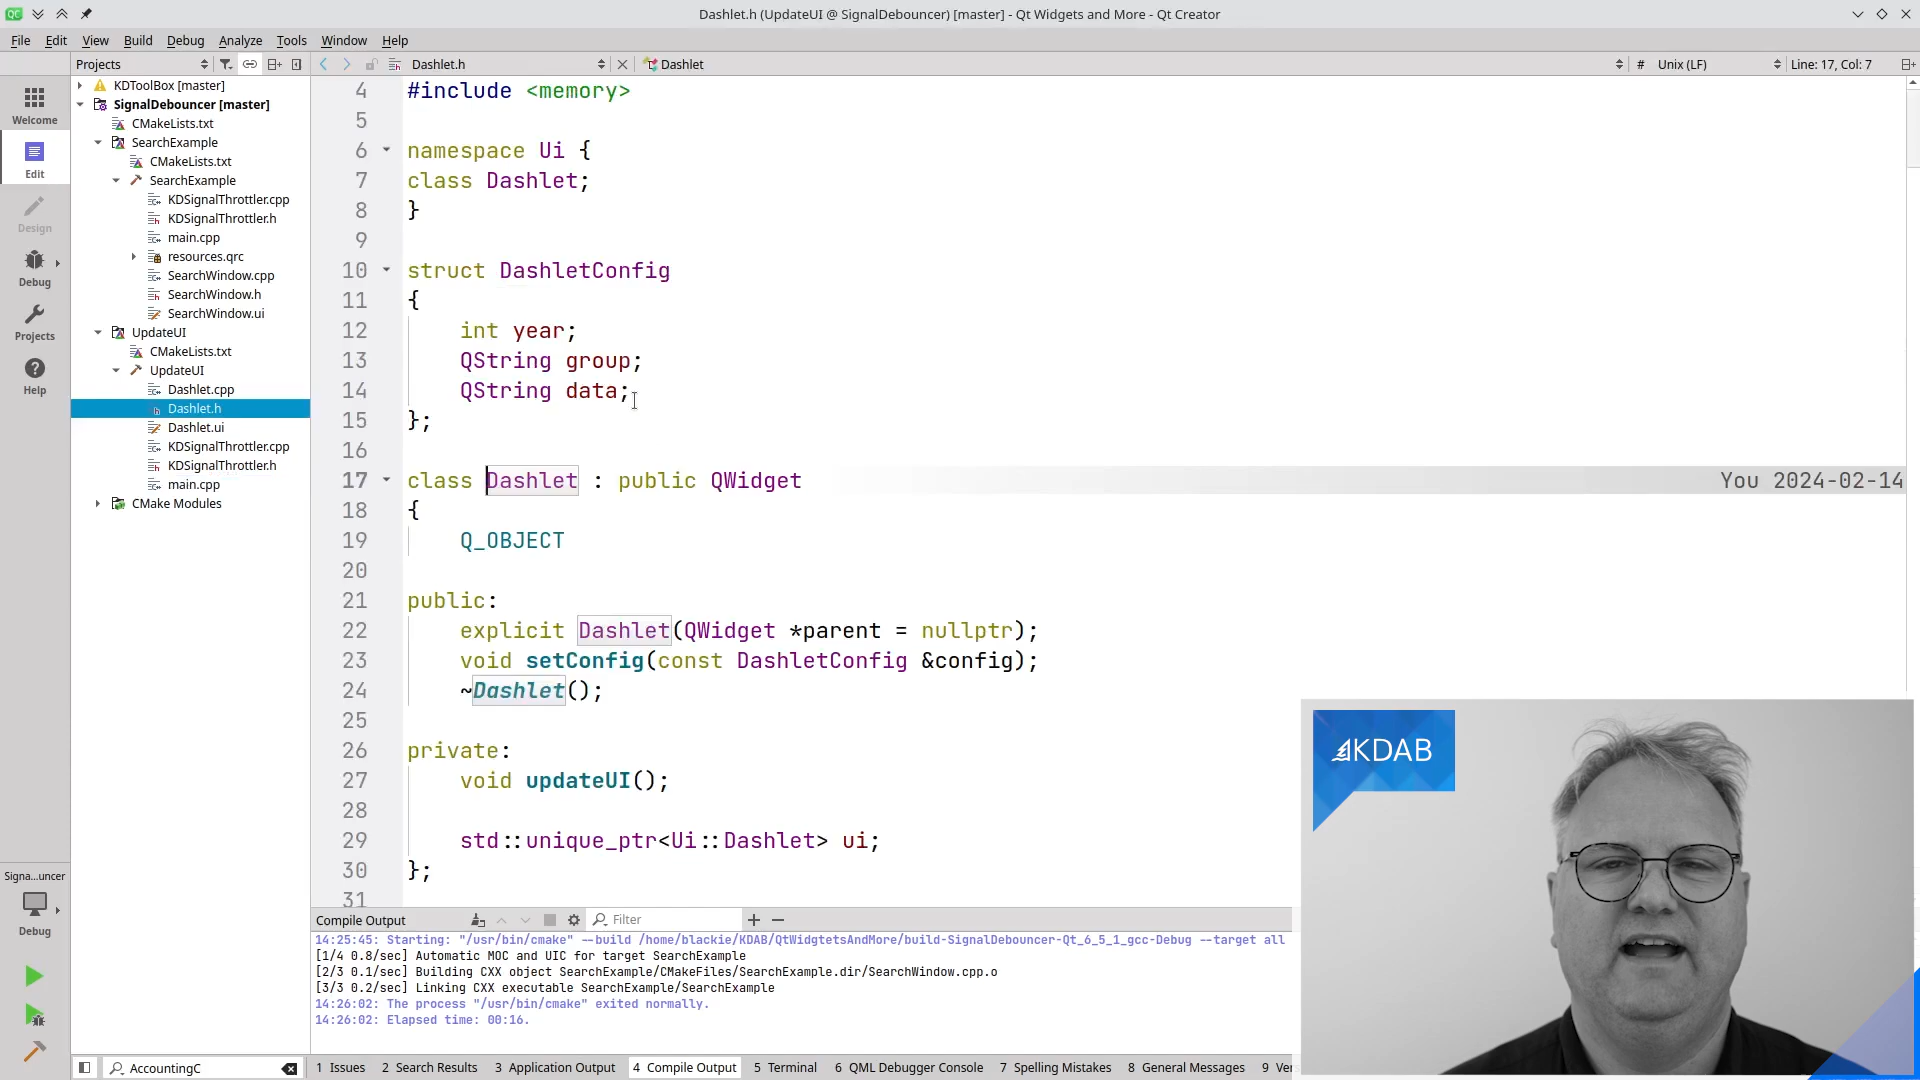 Dashlet.h (UpdateUI @ SignalDebouncer) [master] - Qt Widgets and More - Qt Creator
File Edit View Build Debug Analyze Tools Window Help
Projects
Dashlet.h
Dashlet
# Unix (LF)
Line: 17, Col: 7
Welcome
Edit
Design
Debug
Projects
Help
KDToolBox [master]
SignalDebouncer [master]
CMakeLists.txt
SearchExample
CMakeLists.txt
SearchExample
KDSignalThrottler.cpp
KDSignalThrottler.h
main.cpp
resources.qrc
SearchWindow.cpp
SearchWindow.h
SearchWindow.ui
UpdateUI
CMakeLists.txt
UpdateUI
Dashlet.cpp
Dashlet.h
Dashlet.ui
KDSignalThrottler.cpp
KDSignalThrottler.h
main.cpp
CMake Modules
4 #include <memory>
5
6 namespace Ui {
7 class Dashlet;
8 }
9
10 struct DashletConfig
11 {
12 int year;
13 QString group;
14 QString data;
15 };
16
17 class Dashlet : public QWidget You 2024-02-14
18 {
19 Q_OBJECT
20
21 public:
22 explicit Dashlet(QWidget *parent = nullptr);
23 void setConfig(const DashletConfig &config);
24 ~Dashlet();
25
26 private:
27 void updateUI();
28
29 std::unique_ptr<Ui::Dashlet> ui;
30 };
31
KDAB
Signa...uncer
Debug
Compile Output
Filter
14:25:45: Starting: "/usr/bin/cmake" --build /home/blackie/KDAB/QtWidgtetsAndMore/build-SignalDebouncer-Qt_6_5_1_gcc-Debug --target all
[1/4 0.8/sec] Automatic MOC and UIC for target SearchExample
[2/3 0.1/sec] Building CXX object SearchExample/CMakeFiles/SearchExample.dir/SearchWindow.cpp.o
[3/3 0.2/sec] Linking CXX executable SearchExample/SearchExample
14:26:02: The process "/usr/bin/cmake" exited normally.
14:26:02: Elapsed time: 00:16.
AccountingC
1 Issues 2 Search Results 3 Application Output 4 Compile Output 5 Terminal 6 QML Debugger Console 7 Spelling Mistakes 8 General Messages 9 Ver